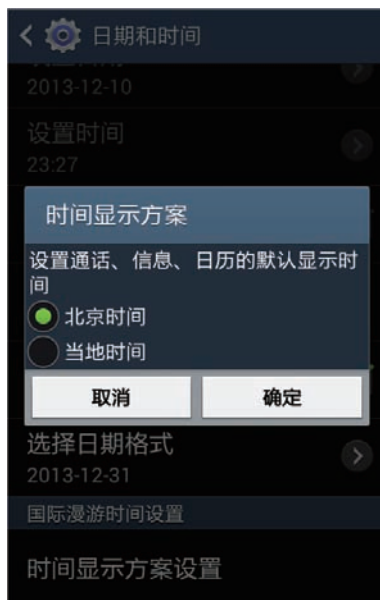 日期和时间
2013-12-10
设置时间
23:27
时间显示方案
设置通话、信息、日历的默认显示时
间
北京时间
当地时间
取消
确定
选择日期格式
2013-12-31
国际漫游时间设置
时间显示方案设置